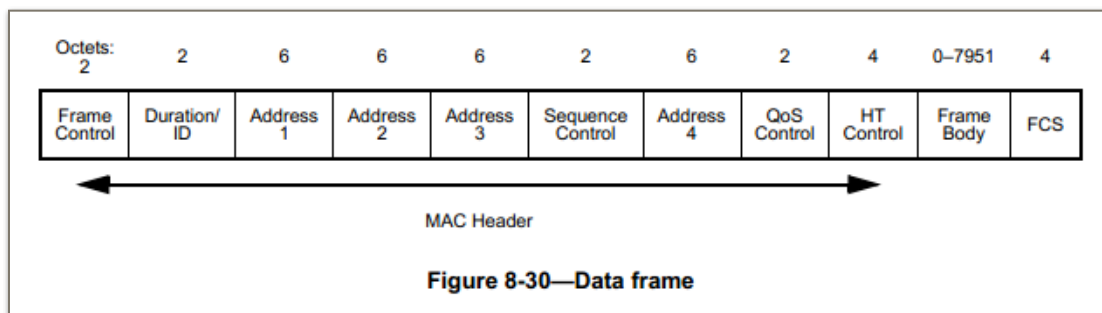 Octets:
2 2 6 6 6 2 6 2 4 0–7951 4
Frame Control Duration/ ID Address 1 Address 2 Address 3 Sequence Control Address 4 QoS Control HT Control Frame Body FCS
MAC Header
Figure 8-30—Data frame